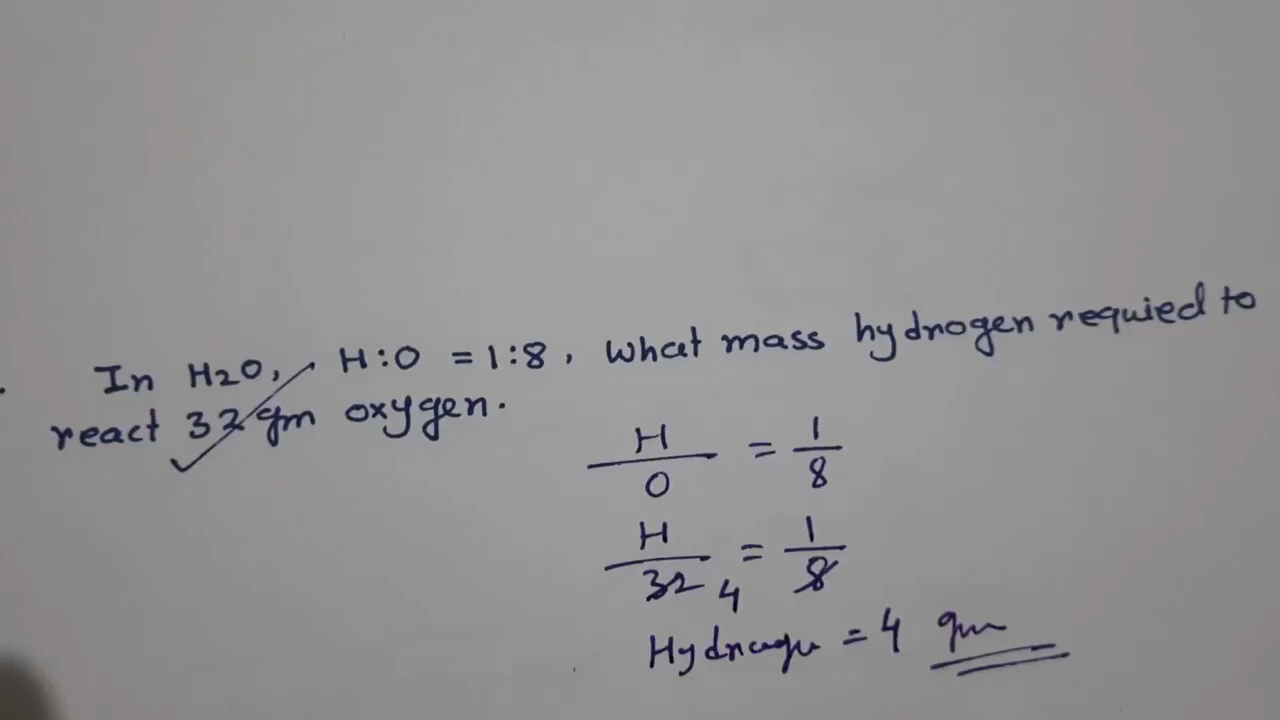 In H2O, H:O = 1:8, What mass hydrogen requied to
react 32 gm oxygen.
H/O = 1/8
H/32 4 = 1/8
= 4 gm